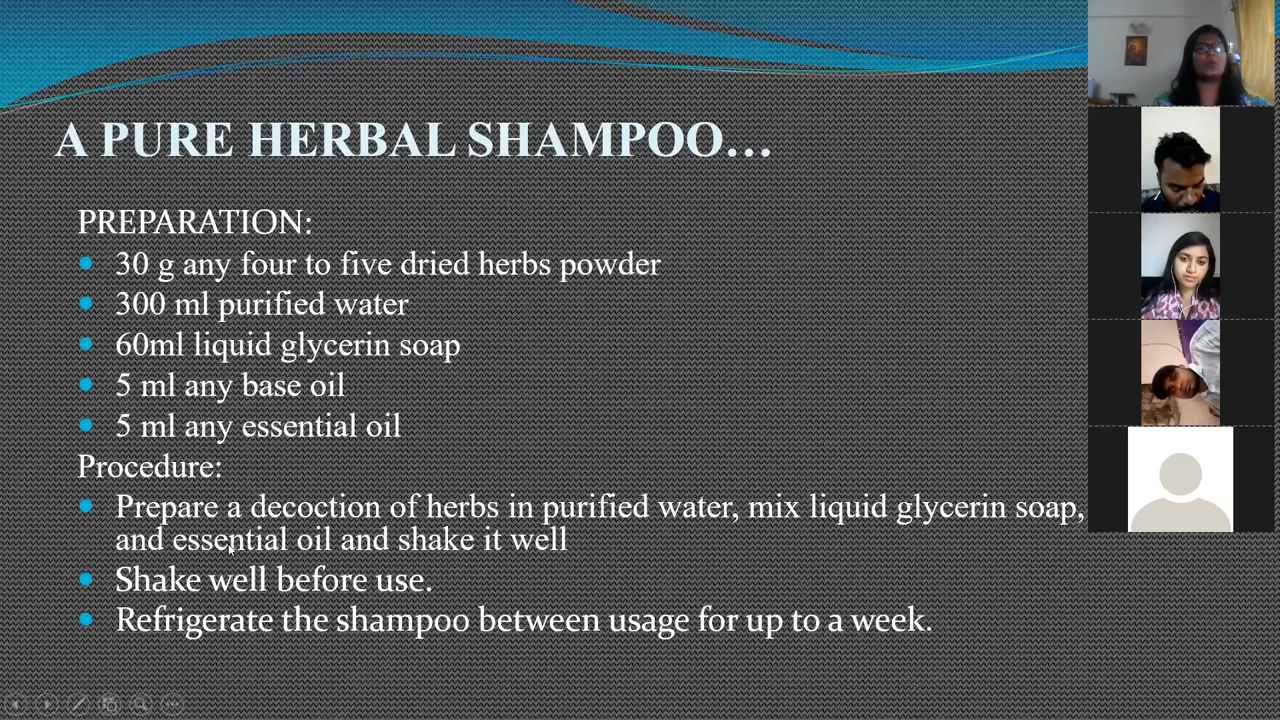 A PURE HERBAL SHAMPOO…
PREPARATION:
30 g any four to five dried herbs powder
300 ml purified water
60ml liquid glycerin soap
5 ml any base oil
5 ml any essential oil
Procedure:
Prepare a decoction of herbs in purified water, mix liquid glycerin soap,
and essential oil and shake it well
Shake well before use.
Refrigerate the shampoo between usage for up to a week.